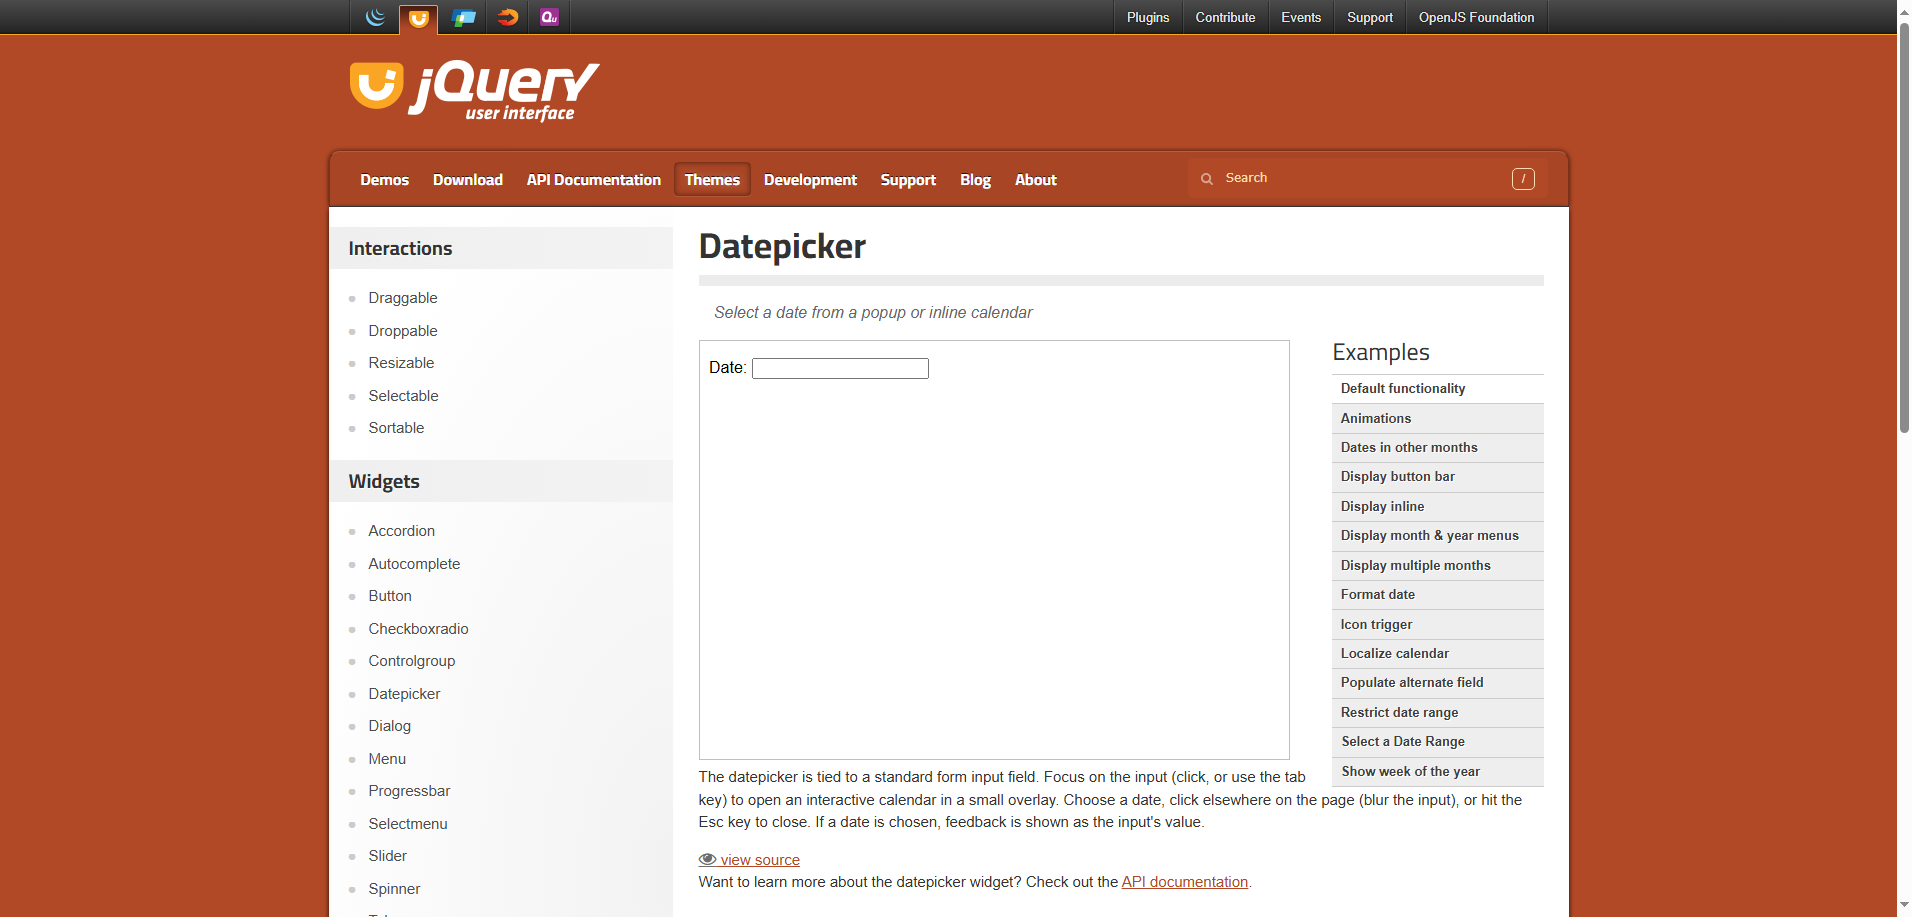 Plugins
Contribute
Events
Support
OpenJS Foundation
jQuery
user interface
Demos
Download
API Documentation
Themes
Development
Support
Blog
About
Search
/
Interactions
Draggable
Droppable
Resizable
Selectable
Sortable
Widgets
Accordion
Autocomplete
Button
Checkboxradio
Controlgroup
Datepicker
Dialog
Menu
Progressbar
Selectmenu
Slider
Spinner
Datepicker
Select a date from a popup or inline calendar
Date:
Examples
Default functionality
Animations
Dates in other months
Display button bar
Display inline
Display month & year menus
Display multiple months
Format date
Icon trigger
Localize calendar
Populate alternate field
Restrict date range
Select a Date Range
Show week of the year
The datepicker is tied to a standard form input field. Focus on the input (click, or use the tab
key) to open an interactive calendar in a small overlay. Choose a date, click elsewhere on the page (blur the input), or hit the
Esc key to close. If a date is chosen, feedback is shown as the input's value.
view source
Want to learn more about the datepicker widget? Check out the API documentation.